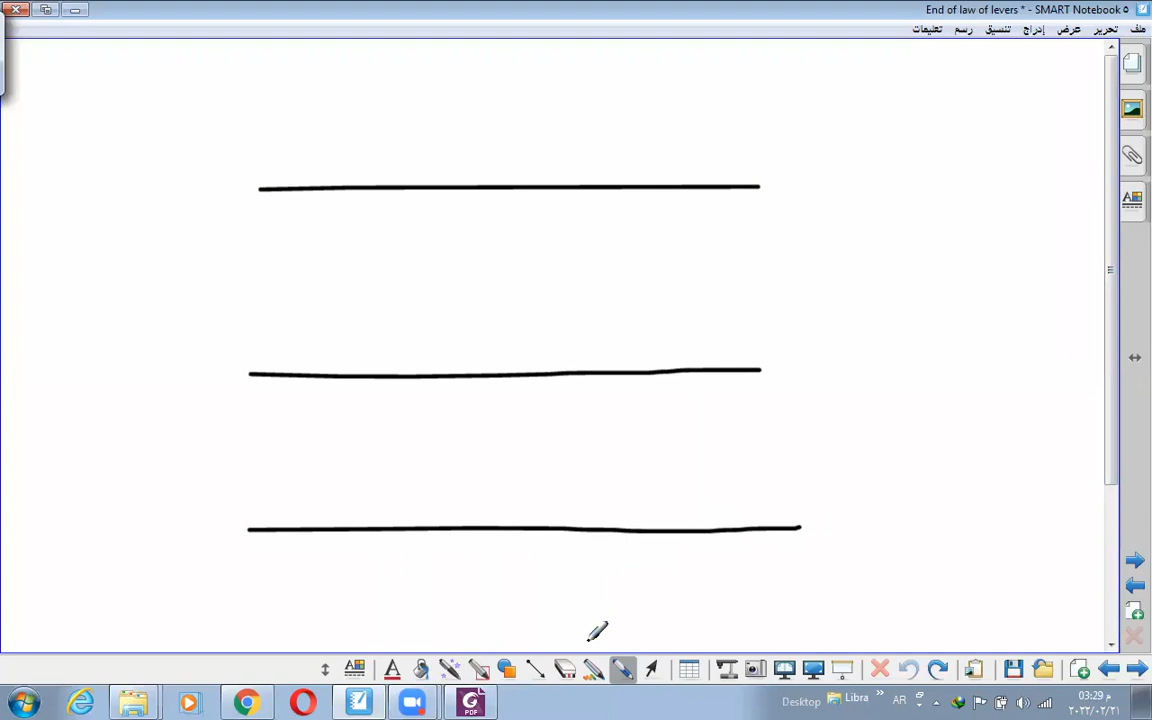 End of law of levers * - SMART Notebook
ملف تحرير عرض إدراج تنسيق رسم تعليمات
Desktop Libra » AR
03:29 م
٢٠٢٢/٠٢/٢١